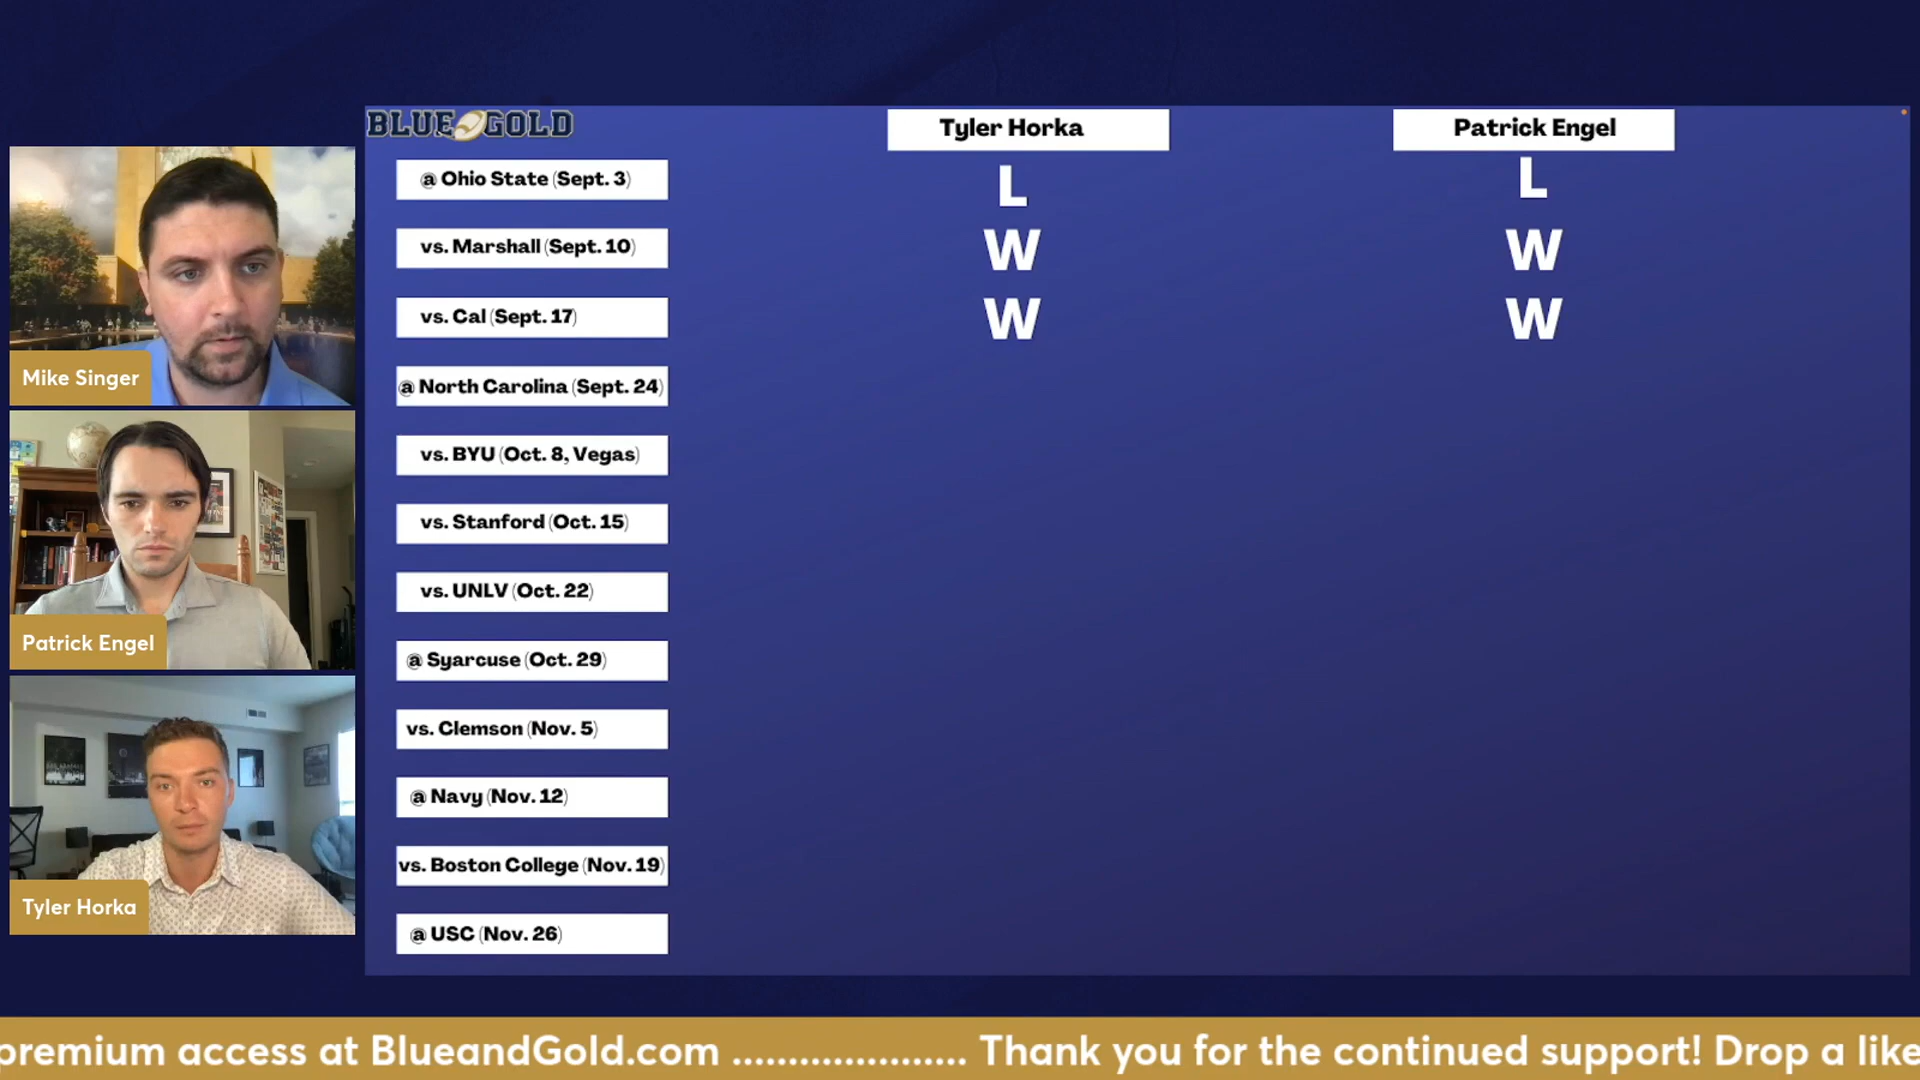 BLUE GOLD
Tyler Horka
Patrick Engel
@ Ohio State (Sept. 3)
L
L
vs. Marshall (Sept. 10)
W
W
vs. Cal (Sept. 17)
W
W
@ North Carolina (Sept. 24)
vs. BYU (Oct. 8, Vegas)
vs. Stanford (Oct. 15)
vs. UNLV (Oct. 22)
@ Syarcuse (Oct. 29)
vs. Clemson (Nov. 5)
@ Navy (Nov. 12)
vs. Boston College (Nov. 19)
@ USC (Nov. 26)
Mike Singer
Patrick Engel
Tyler Horka
premium access at BlueandGold.com ..................... Thank you for the continued support! Drop a like